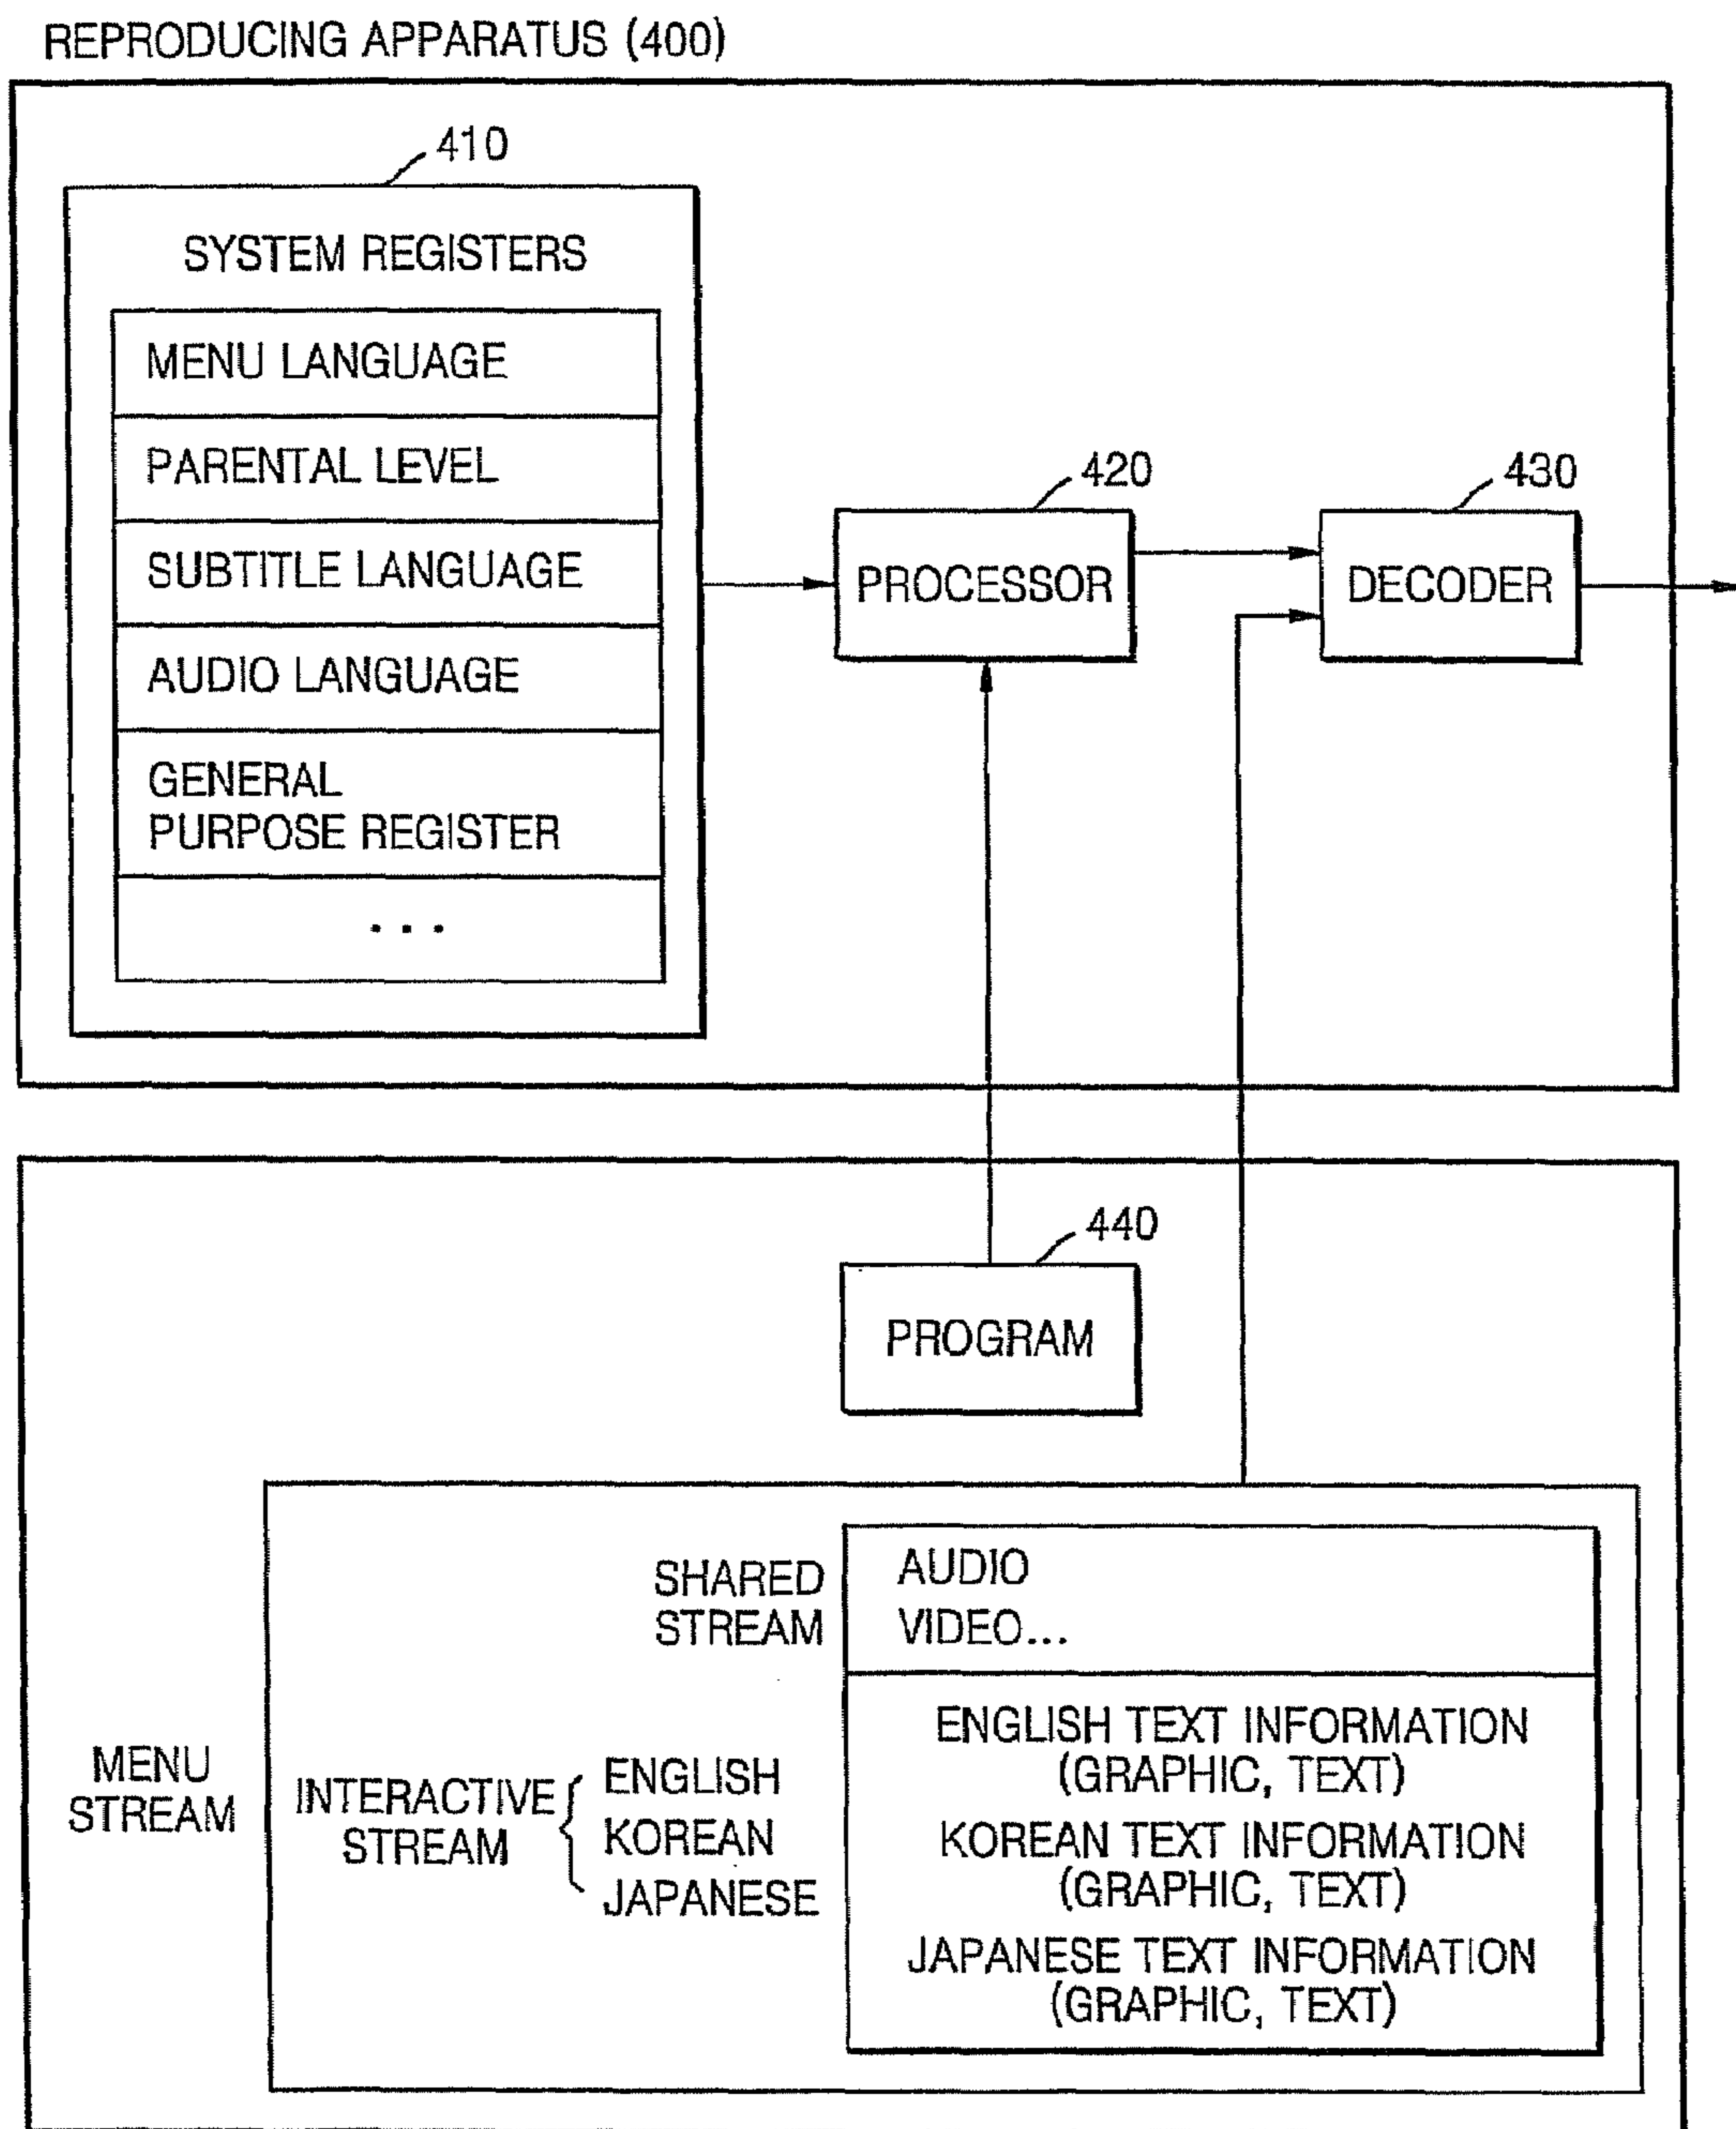 REPRODUCING APPARATUS (400)
410
SYSTEM REGISTERS
MENU LANGUAGE
PARENTAL LEVEL
SUBTITLE LANGUAGE
AUDIO LANGUAGE
GENERAL
PURPOSE REGISTER
...
420
PROCESSOR
430
DECODER
440
PROGRAM
MENU
STREAM
SHARED
STREAM
AUDIO
VIDEO...
INTERACTIVE
STREAM
ENGLISH
KOREAN
JAPANESE
ENGLISH TEXT INFORMATION
(GRAPHIC, TEXT)
KOREAN TEXT INFORMATION
(GRAPHIC, TEXT)
JAPANESE TEXT INFORMATION
(GRAPHIC, TEXT)